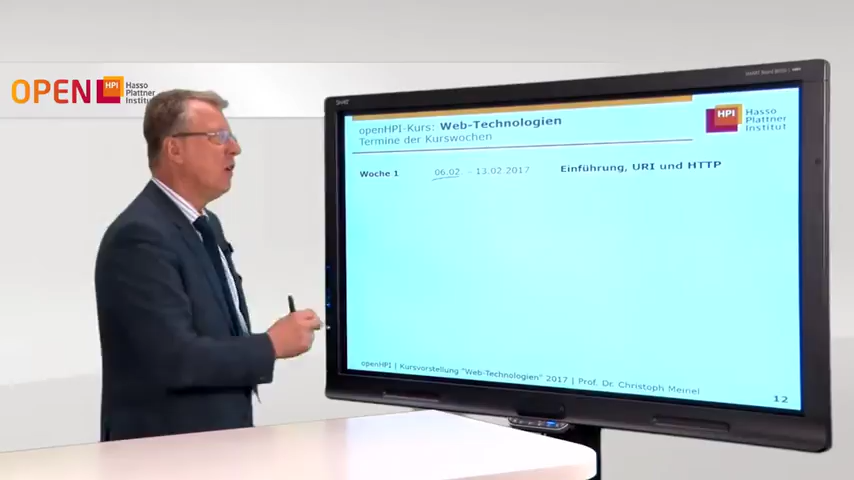 OPEN HPI Hasso
Plattner
Institut
SMART
openHPI-Kurs: Web-Technologien
Termine der Kurswochen
HPI Hasso
Plattner
Institut
Woche 1 06.02. - 13.02.2017 Einführung, URI und HTTP
openHPI | Kursvorstellung "Web-Technologien" 2017 | Prof. Dr. Christoph Meinel
12